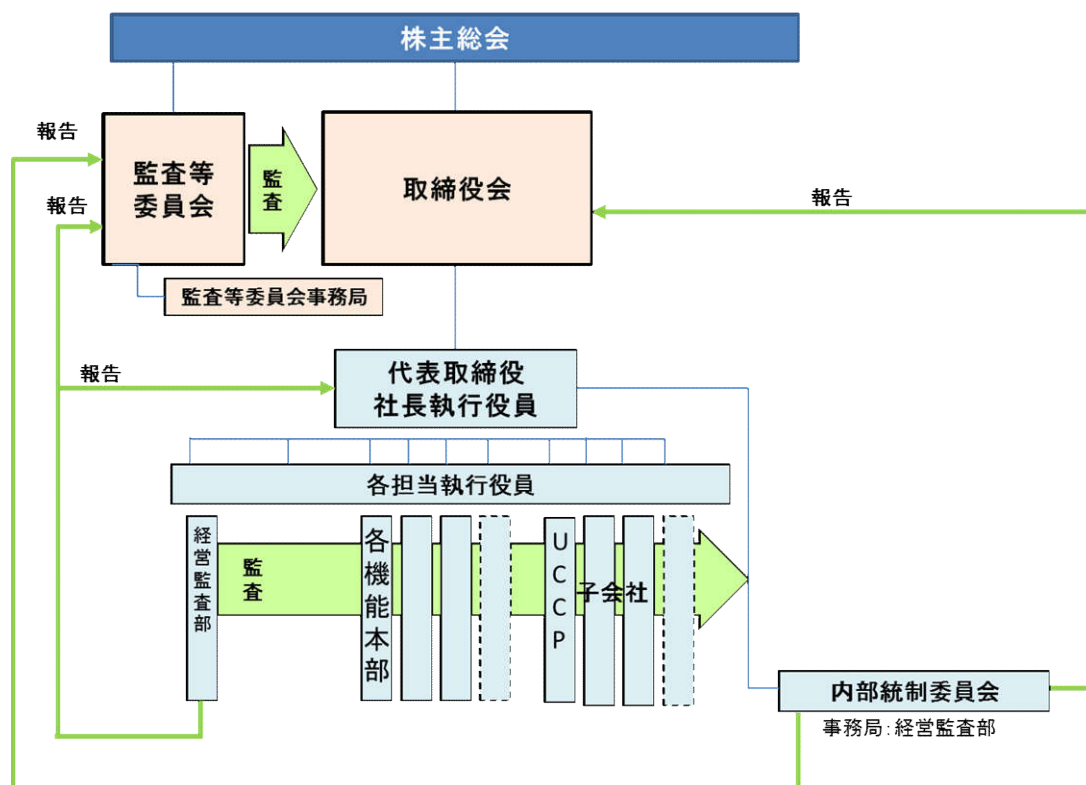 株主総会
報告
監査等
委員会
監査
取締役会
報告
報告
監査等委員会事務局
報告
代表取締役
社長執行役員
各担当執行役員
経営監査部
監査
各機能本部
UCCP
子会社
内部統制委員会
事務局:経営監査部